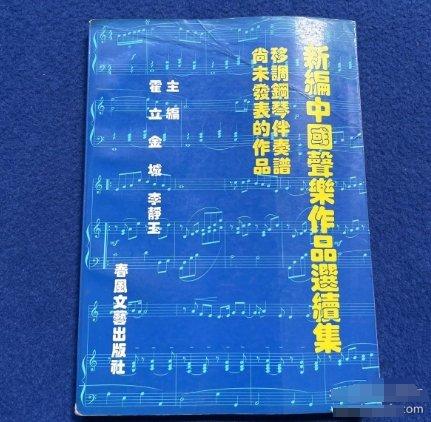 新編中國聲樂作品選續集
移調鋼琴伴奏譜
尚未發表的作品
主編
霍立 金城 李靜玉
春風文藝出版社
.com